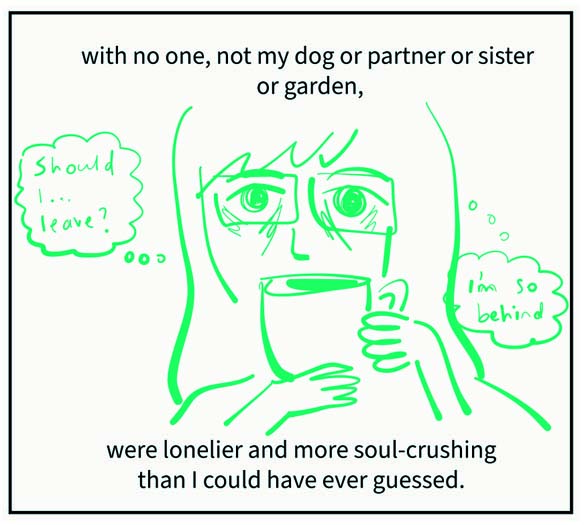 with no one, not my dog or partner or sister
or garden,
Should
I...
leave?
I'm so
behind
were lonelier and more soul-crushing
than I could have ever guessed.